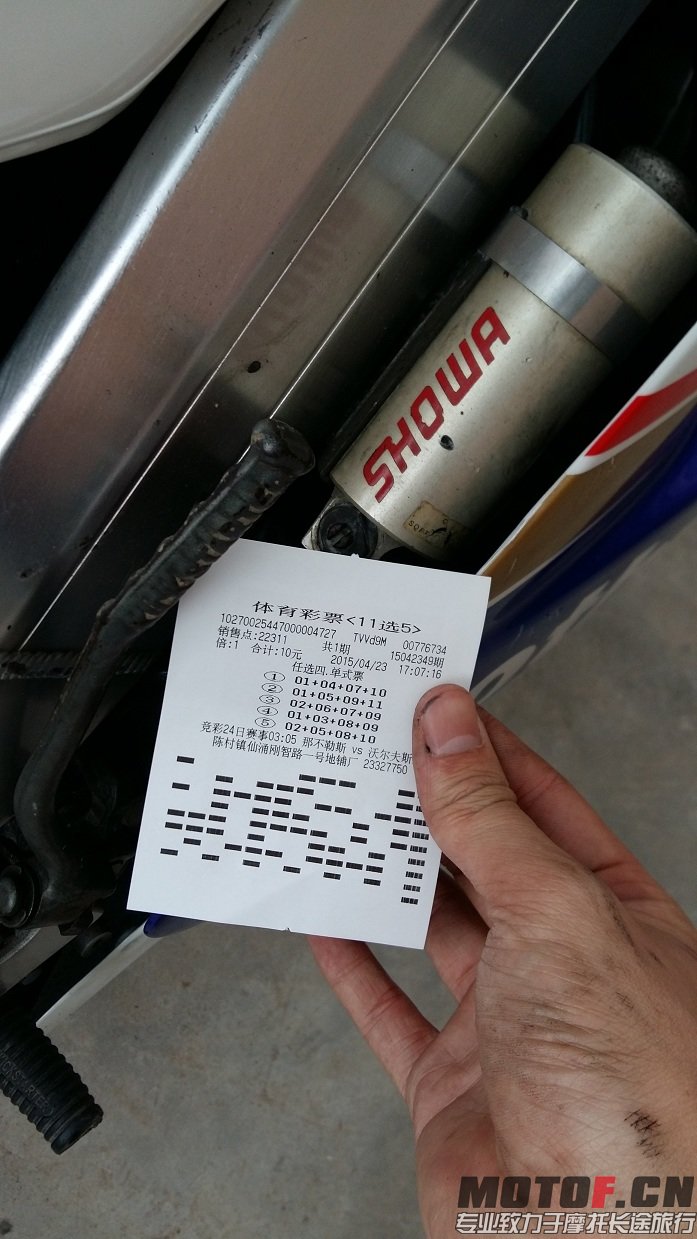 SHOWA
体育彩票<11选5>
10270025447000004727 TVVd9M 00776734
销售点:22311 共1期 15042349期
倍:1 合计:10元 2015/04/23 17:07:16
任选四.单式票
① 01+04+07+10
② 01+05+09+11
③ 02+06+07+09
④ 01+03+08+09
⑤ 02+05+08+10
竞彩24日赛事03:05 那不勒斯 vs 沃尔夫斯
陈村镇仙涌刚智路一号地铺厂 23327750
MOTOF.CN
专业致力于摩托长途旅行